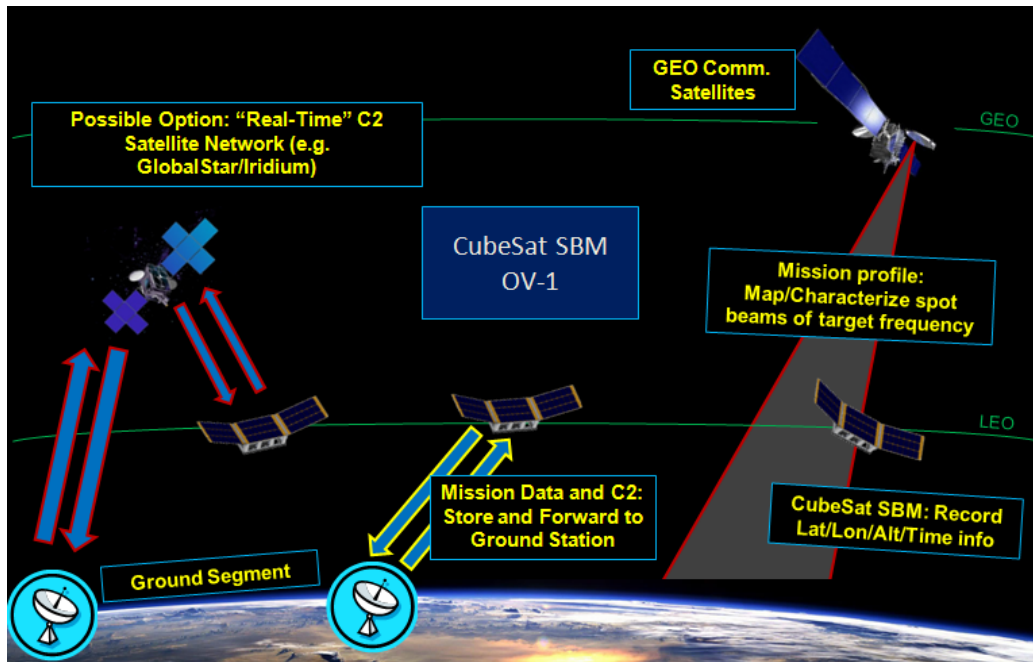 GEO Comm.
Satellites
GEO
Possible Option: “Real-Time” C2
Satellite Network (e.g.
GlobalStar/Iridium)
CubeSat SBM
OV-1
Mission profile:
Map/Characterize spot
beams of target frequency
LEO
Mission Data and C2:
Store and Forward to
Ground Station
CubeSat SBM: Record
Lat/Lon/Alt/Time info
Ground Segment